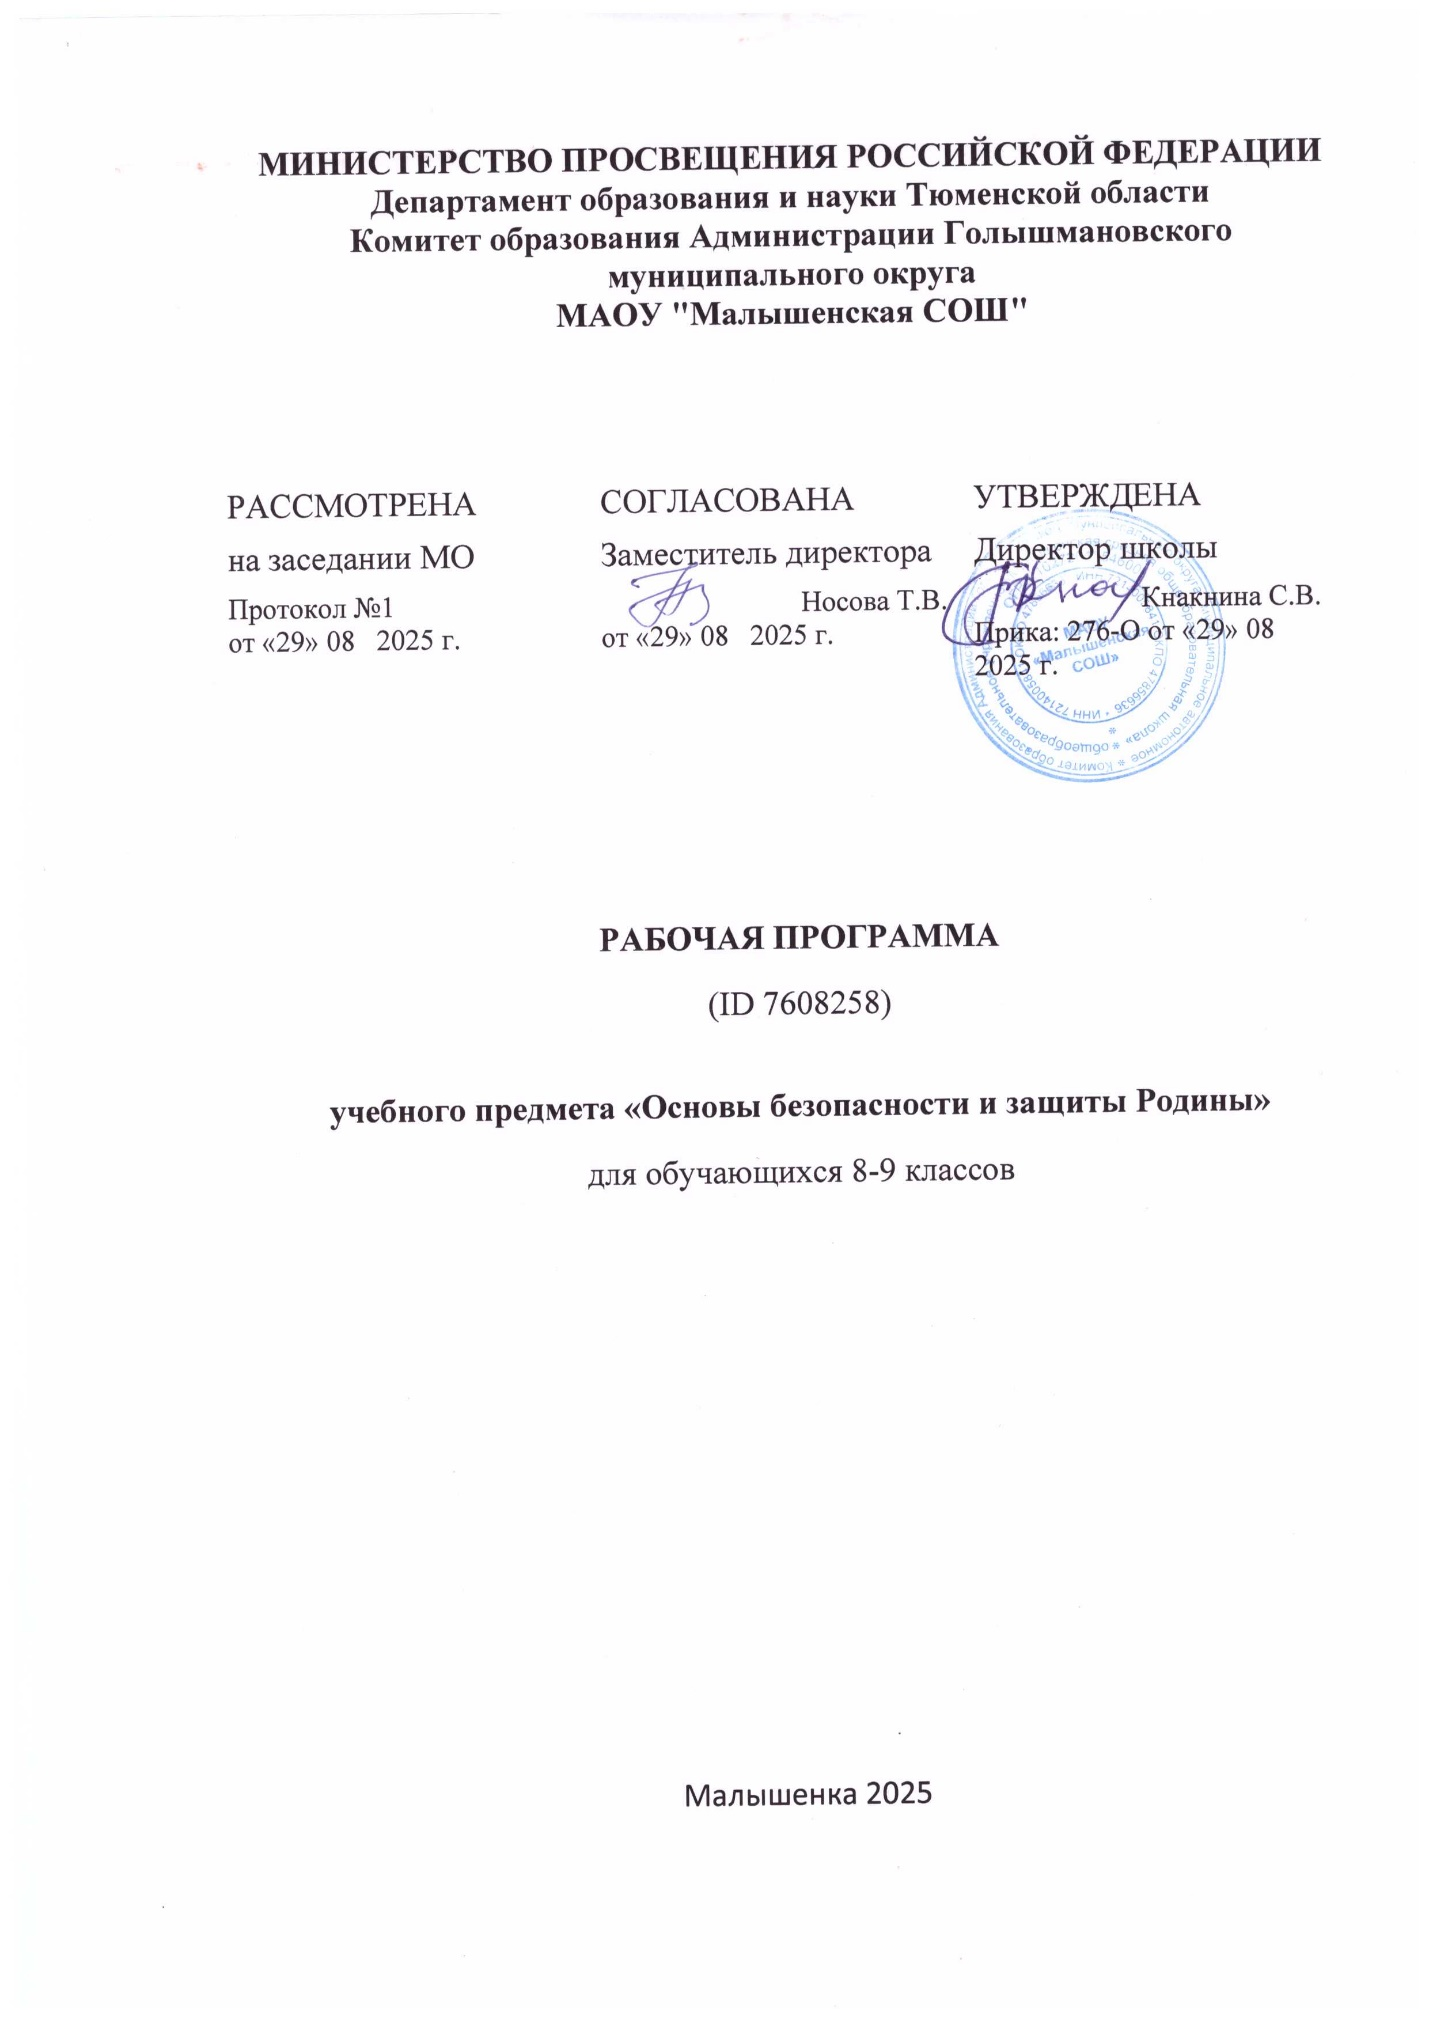 МИНИСТЕРСТВО ПРОСВЕЩЕНИЯ РОССИЙСКОЙ ФЕДЕРАЦИИ
Департамент образования и науки Тюменской области
Комитет образования Администрации Голышмановского
муниципального округа
МАОУ "Малышенская СОШ"
РАССМОТРЕНА
на заседании МО
Протокол №1
от «29» 08 2025 г.
СОГЛАСОВАНА
Заместитель директора
Носова Т.В.
от «29» 08 2025 г.
УТВЕРЖДЕНА
Директор школы
Кнакнина С.В.
Прика: 276-О от «29» 08
2025 г.
«Малышенская
СОШ»
РАБОЧАЯ ПРОГРАММА
(ID 7608258)
учебного предмета «Основы безопасности и защиты Родины»
для обучающихся 8-9 классов
Малышенка 2025